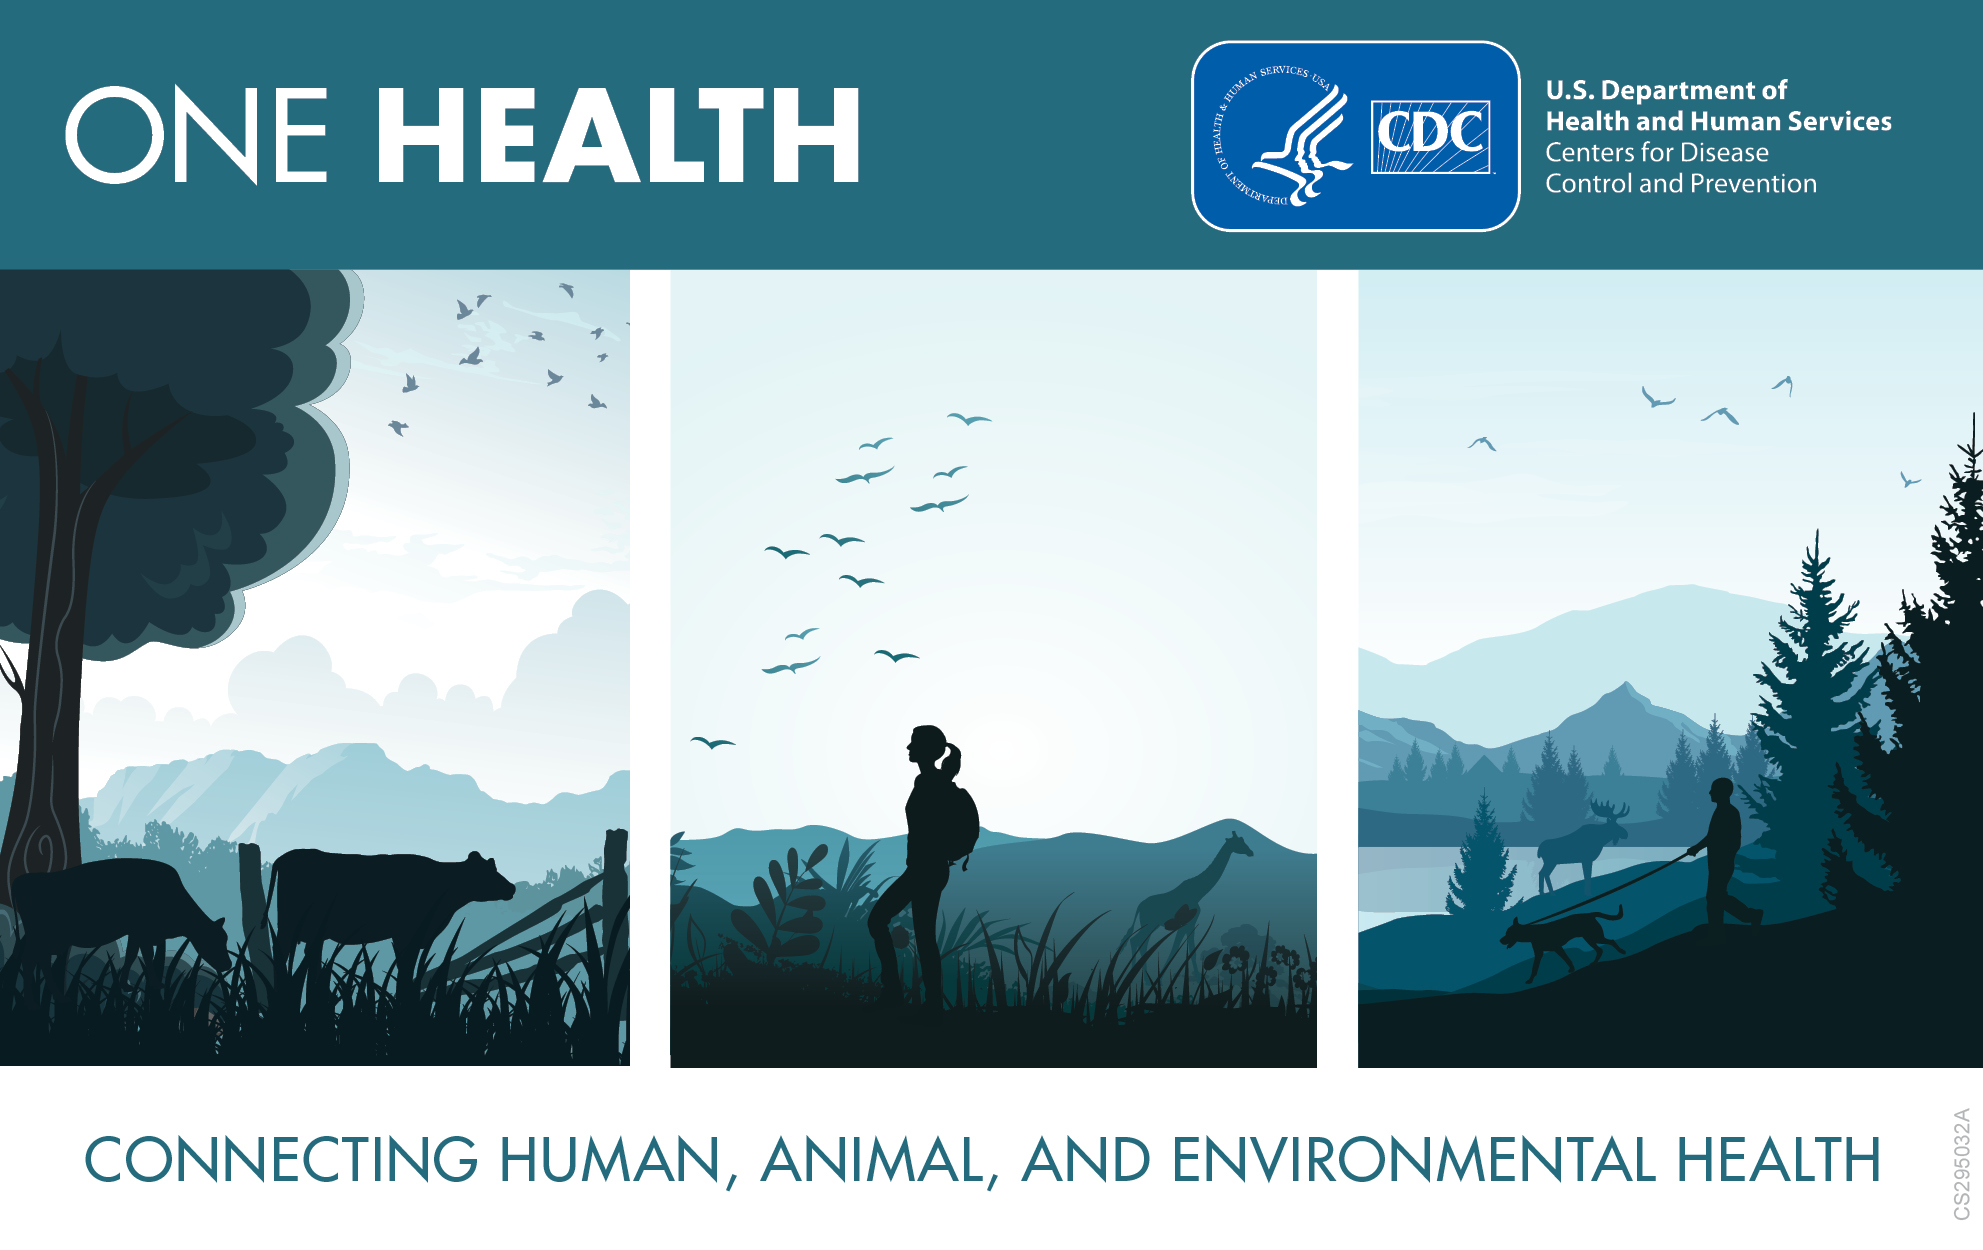 ONE HEALTH
DEPARTMENT OF HEALTH & HUMAN SERVICES · USA
CDC
U.S. Department of
Health and Human Services
Centers for Disease
Control and Prevention
CONNECTING HUMAN, ANIMAL, AND ENVIRONMENTAL HEALTH
CS295032A